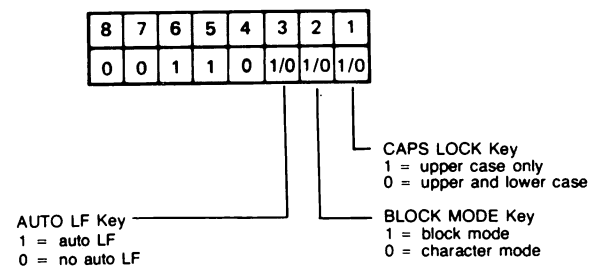 8 7 6 5 4 3 2 1
0 0 1 1 0 1/0 1/0 1/0
CAPS LOCK Key
1 = upper case only
0 = upper and lower case
AUTO LF Key
1 = auto LF
0 = no auto LF
BLOCK MODE Key
1 = block mode
0 = character mode